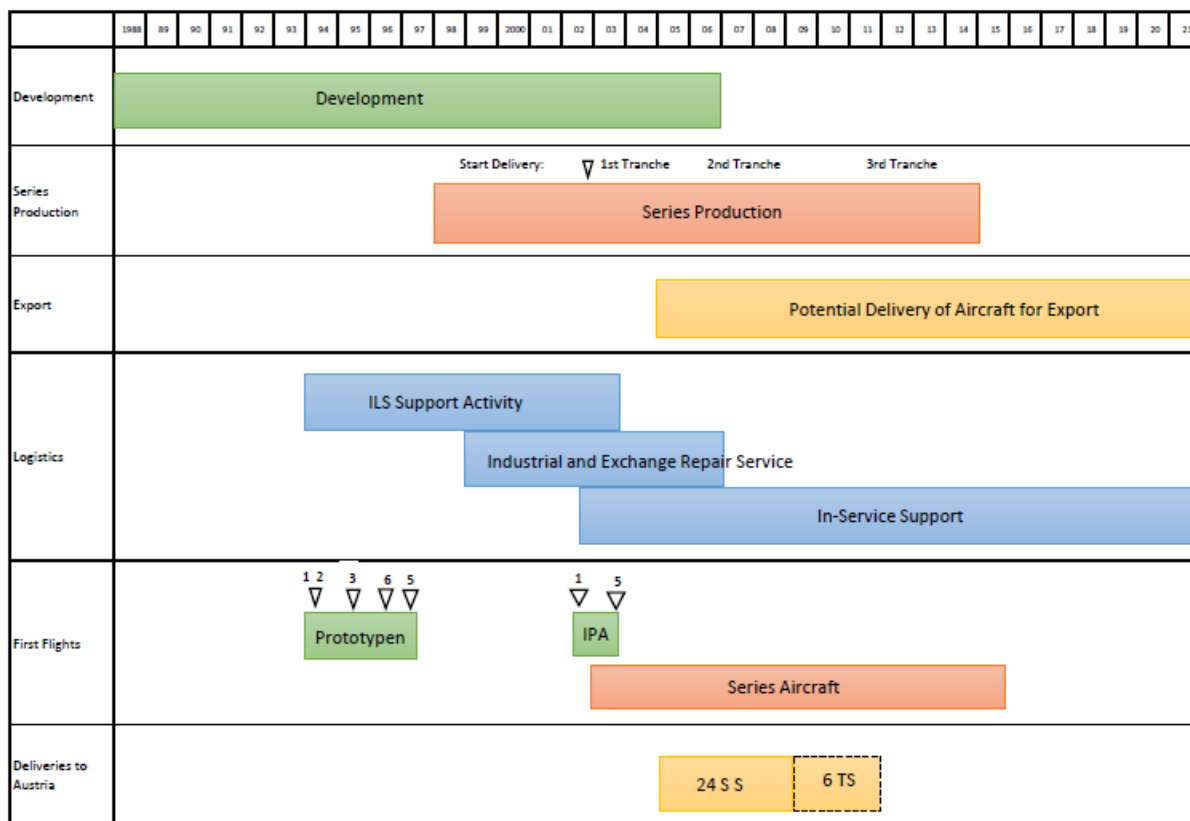 1988 89 90 91 92 93 94 95 96 97 98 99 2000 01 02 03 04 05 06 07 08 09 10 11 12 13 14 15 16 17 18 19 20 21
Development
Development
Start Delivery: 1st Tranche 2nd Tranche 3rd Tranche
Series
Production
Series Production
Export
Potential Delivery of Aircraft for Export
ILS Support Activity
Logistics
Industrial and Exchange Repair Service
In-Service Support
1 2 3 6 5 1 5
First Flights
Prototypen
IPA
Series Aircraft
Deliveries to
Austria
24 S S
6 TS